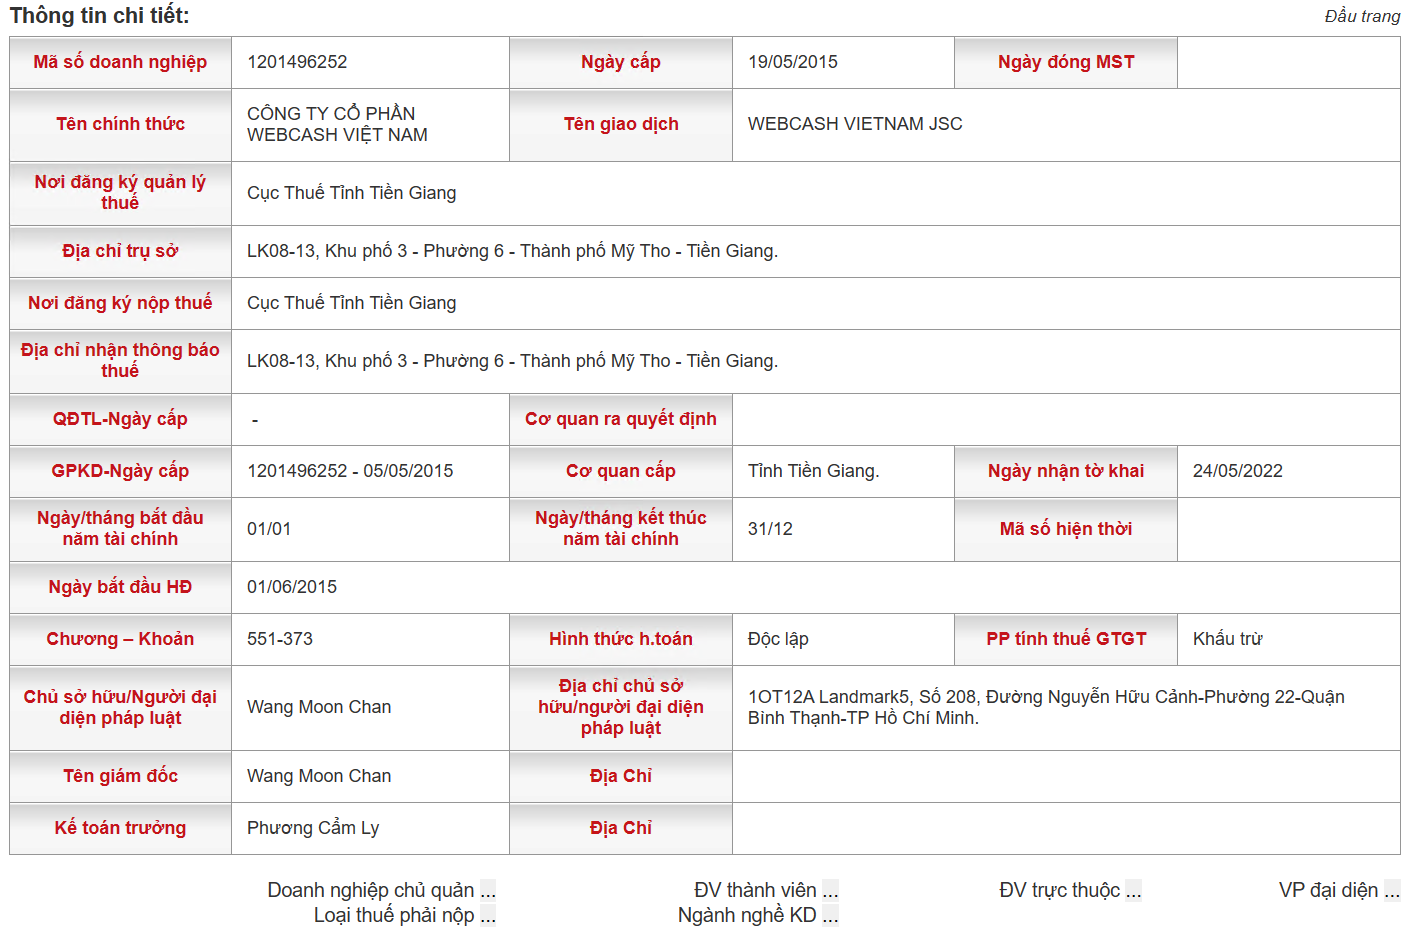 Thông tin chi tiết:
Đầu trang
Mã số doanh nghiệp 1201496252 Ngày cấp 19/05/2015 Ngày đóng MST
Tên chính thức
CÔNG TY CỔ PHẦN
WEBCASH VIỆT NAM
Tên giao dịch WEBCASH VIETNAM JSC
Nơi đăng ký quản lý
thuế
Cục Thuế Tỉnh Tiền Giang
Địa chỉ trụ sở LK08-13, Khu phố 3 - Phường 6 - Thành phố Mỹ Tho - Tiền Giang.
Nơi đăng ký nộp thuế Cục Thuế Tỉnh Tiền Giang
Địa chỉ nhận thông báo
thuế
LK08-13, Khu phố 3 - Phường 6 - Thành phố Mỹ Tho - Tiền Giang.
QĐTL-Ngày cấp - Cơ quan ra quyết định
GPKD-Ngày cấp 1201496252 - 05/05/2015 Cơ quan cấp Tỉnh Tiền Giang. Ngày nhận tờ khai 24/05/2022
Ngày/tháng bắt đầu
năm tài chính
01/01
Ngày/tháng kết thúc
năm tài chính
31/12
Mã số hiện thời
Ngày bắt đầu HĐ 01/06/2015
Chương – Khoản 551-373 Hình thức h.toán Độc lập PP tính thuế GTGT Khấu trừ
Chủ sở hữu/Người đại
diện pháp luật
Wang Moon Chan
Địa chỉ chủ sở
hữu/người đại diện
pháp luật
1OT12A Landmark5, Số 208, Đường Nguyễn Hữu Cảnh-Phường 22-Quận
Bình Thạnh-TP Hồ Chí Minh.
Tên giám đốc Wang Moon Chan Địa Chỉ
Kế toán trưởng Phương Cẩm Ly Địa Chỉ
Doanh nghiệp chủ quản ... ĐV thành viên ... ĐV trực thuộc ... VP đại diện ...
Loại thuế phải nộp ... Ngành nghề KD ...